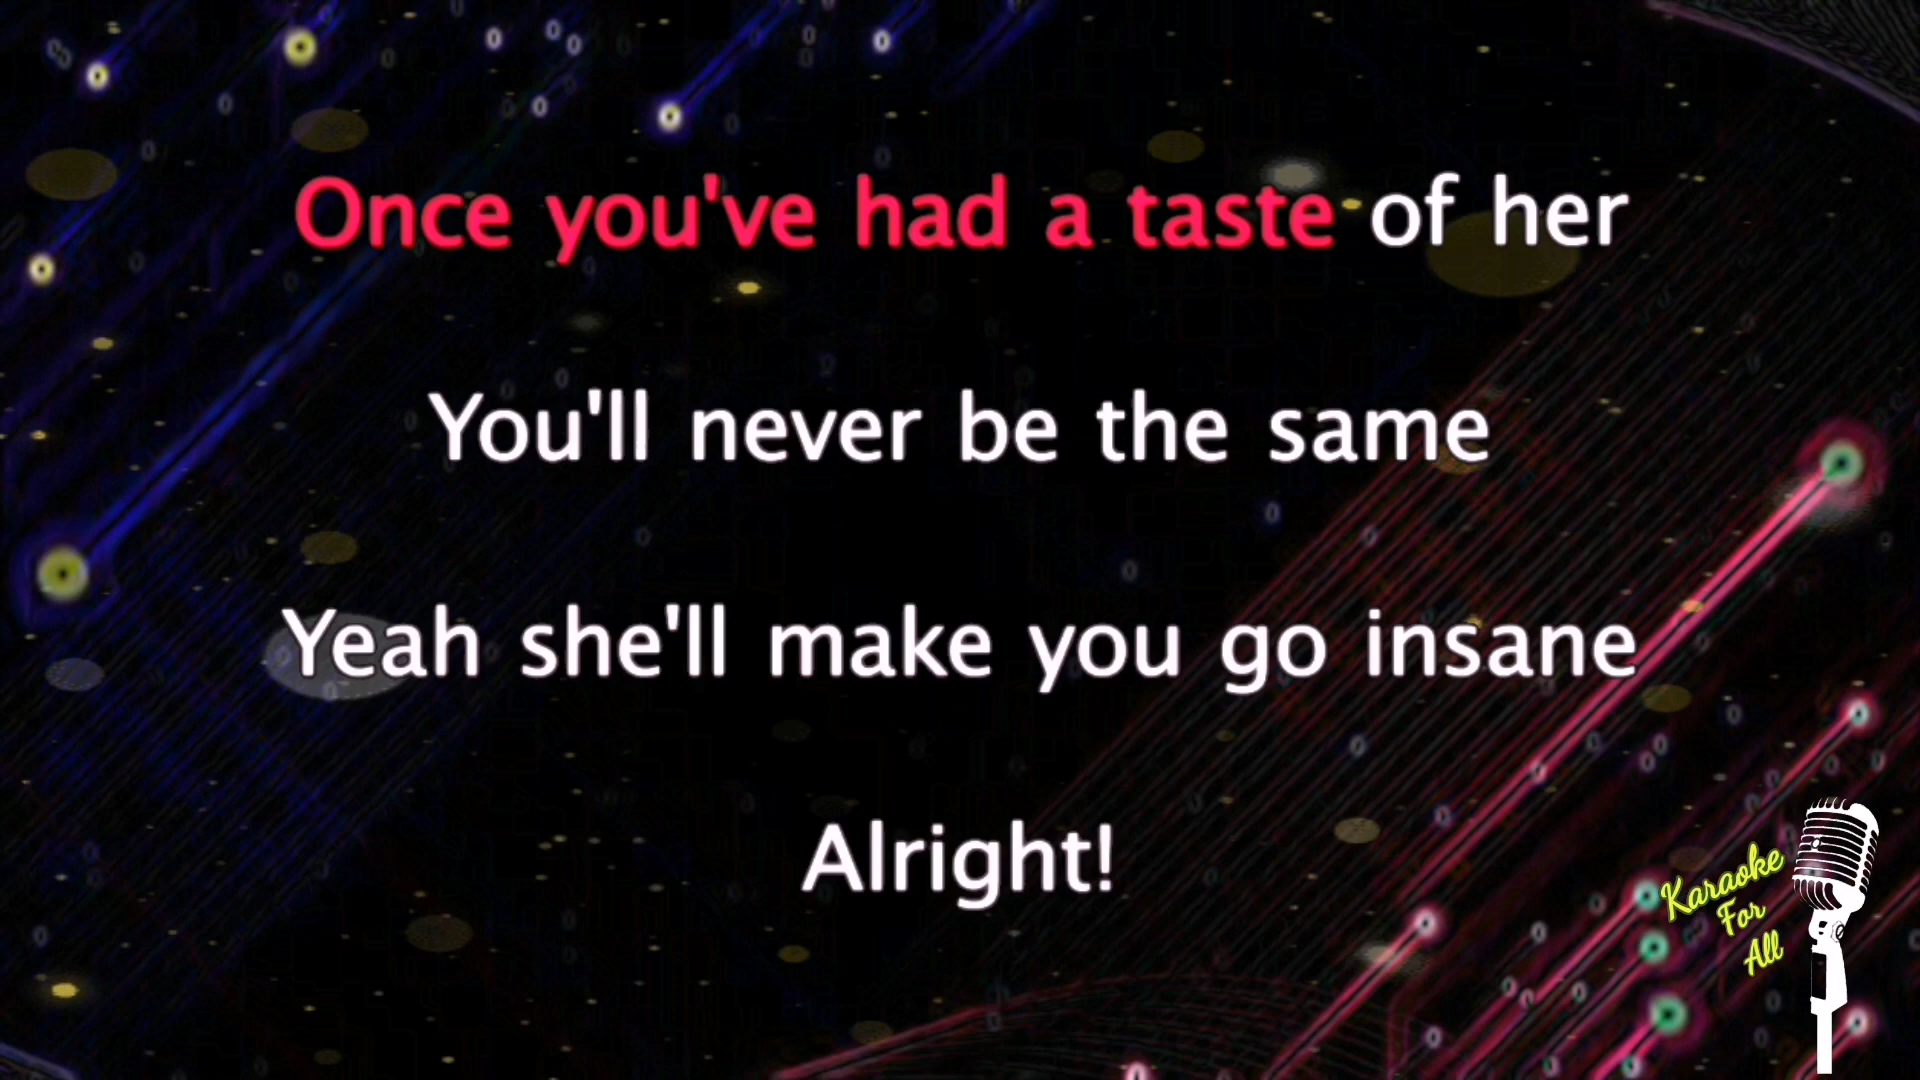 Once you've had a taste of her
You'll never be the same
Yeah she'll make you go insane
Alright!
Karaoke
For
All